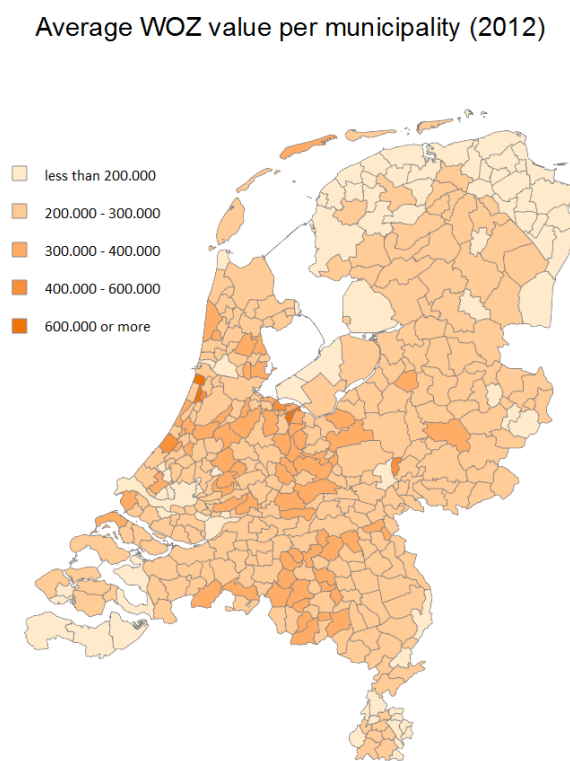 Average WOZ value per municipality (2012)
less than 200.000
200.000 - 300.000
300.000 - 400.000
400.000 - 600.000
600.000 or more